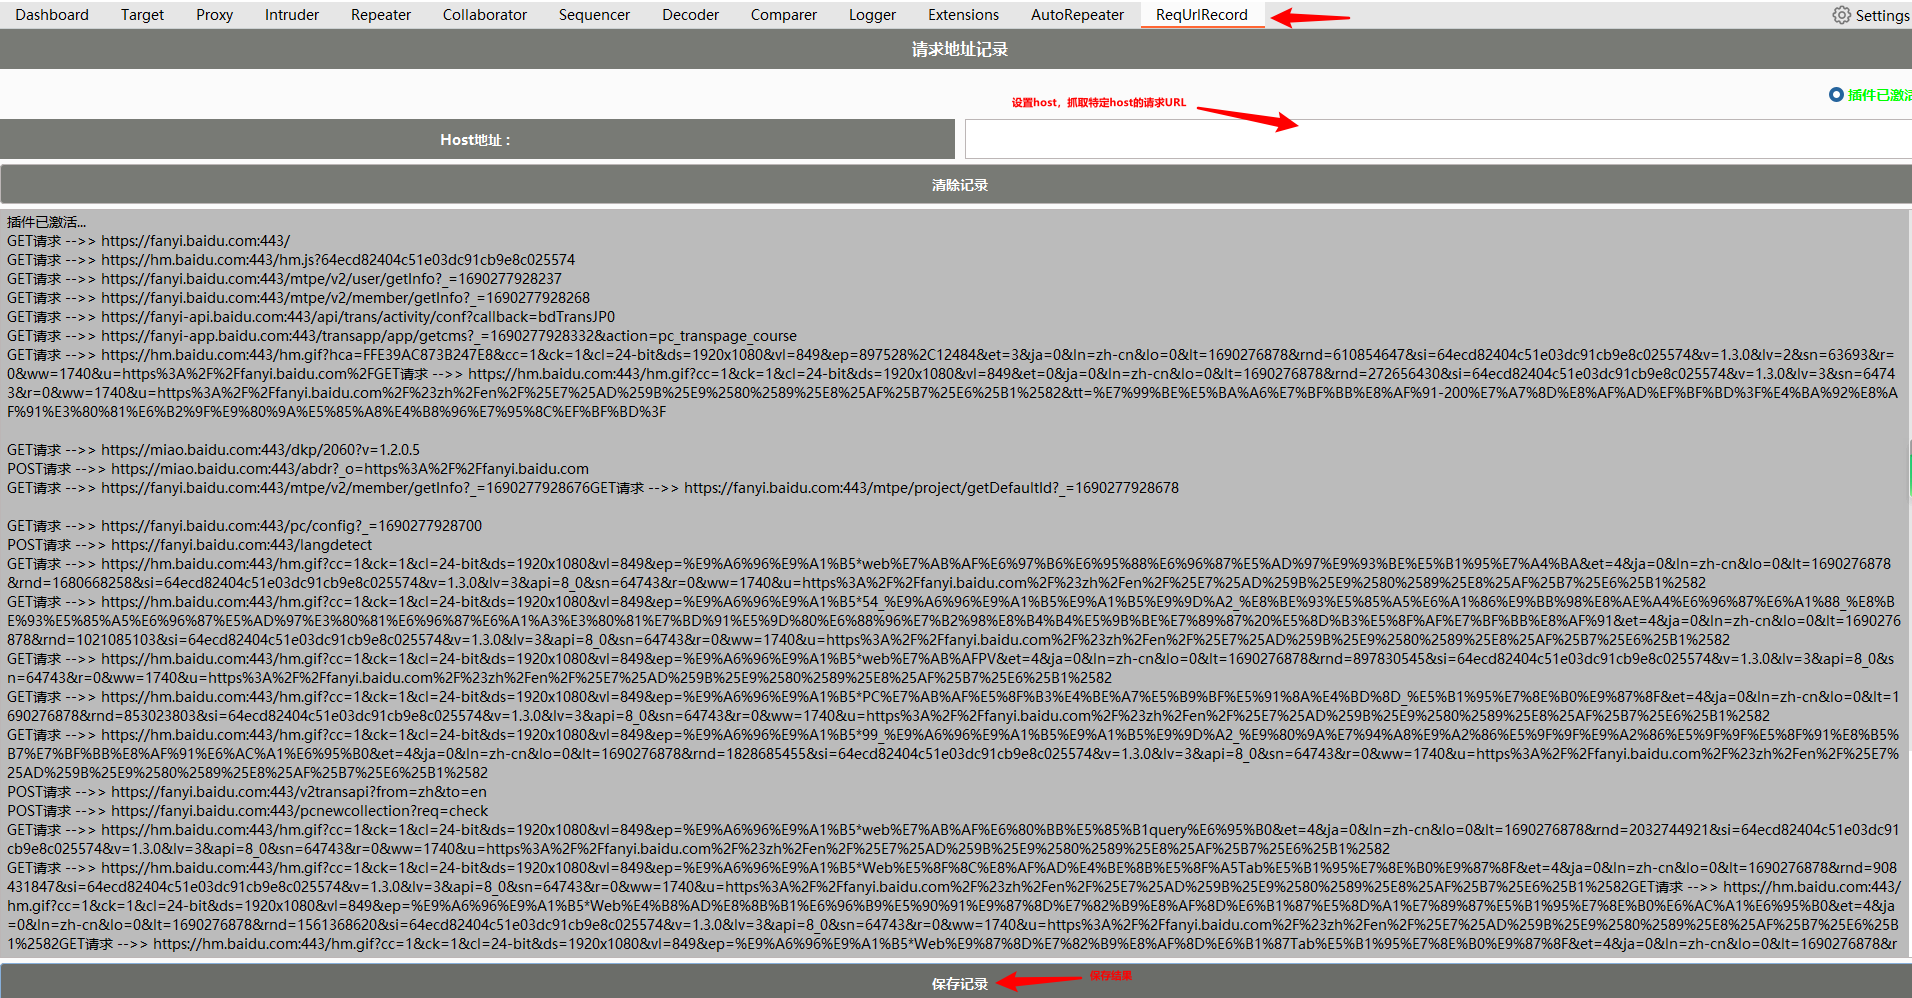 Dashboard Target Proxy Intruder Repeater Collaborator Sequencer Decoder Comparer Logger Extensions AutoRepeater ReqUrlRecord Settings
请求地址记录
设置host，抓取特定host的请求URL
插件已激活
Host地址：
清除记录
插件已激活...
GET请求 -->> https://fanyi.baidu.com:443/
GET请求 -->> https://hm.baidu.com:443/hm.js?64ecd82404c51e03dc91cb9e8c025574
GET请求 -->> https://fanyi.baidu.com:443/mtpe/v2/user/getInfo?_=1690277928237
GET请求 -->> https://fanyi.baidu.com:443/mtpe/v2/member/getInfo?_=1690277928268
GET请求 -->> https://fanyi-api.baidu.com:443/api/trans/activity/conf?callback=bdTransJP0
GET请求 -->> https://fanyi-app.baidu.com:443/transapp/app/getcms?_=1690277928332&action=pc_transpage_course
GET请求 -->> https://hm.baidu.com:443/hm.gif?hca=FFE39AC873B247E8&cc=1&ck=1&cl=24-bit&ds=1920x1080&vl=849&ep=897528%2C12484&et=3&ja=0&ln=zh-cn&lo=0&lt=1690276878&rnd=610854647&si=64ecd82404c51e03dc91cb9e8c025574&v=1.3.0&lv=2&sn=63693&r=
0&ww=1740&u=https%3A%2F%2Ffanyi.baidu.com%2FGET请求 -->> https://hm.baidu.com:443/hm.gif?cc=1&ck=1&cl=24-bit&ds=1920x1080&vl=849&et=0&ja=0&ln=zh-cn&lo=0&lt=1690276878&rnd=272656430&si=64ecd82404c51e03dc91cb9e8c025574&v=1.3.0&lv=3&sn=6474
3&r=0&ww=1740&u=https%3A%2F%2Ffanyi.baidu.com%2F%23zh%2Fen%2F%25E7%25AD%259B%25E9%2580%2589%25E8%25AF%25B7%25E6%25B1%2582&tt=%E7%99%BE%E5%BA%A6%E7%BF%BB%E8%AF%91-200%E7%A7%8D%E8%AF%AD%EF%BF%BD%3F%E4%BA%92%E8%A
F%91%E3%80%81%E6%B2%9F%E9%80%9A%E5%85%A8%E4%B8%96%E7%95%8C%EF%BF%BD%3F
GET请求 -->> https://miao.baidu.com:443/dkp/2060?v=1.2.0.5
POST请求 -->> https://miao.baidu.com:443/abdr?_o=https%3A%2F%2Ffanyi.baidu.com
GET请求 -->> https://fanyi.baidu.com:443/mtpe/v2/member/getInfo?_=1690277928676GET请求 -->> https://fanyi.baidu.com:443/mtpe/project/getDefaultId?_=1690277928678
GET请求 -->> https://fanyi.baidu.com:443/pc/config?_=1690277928700
POST请求 -->> https://fanyi.baidu.com:443/langdetect
GET请求 -->> https://hm.baidu.com:443/hm.gif?cc=1&ck=1&cl=24-bit&ds=1920x1080&vl=849&ep=%E9%A6%96%E9%A1%B5*web%E7%AB%AF%E6%97%B6%E6%95%88%E6%96%87%E5%AD%97%E9%93%BE%E5%B1%95%E7%A4%BA&et=4&ja=0&ln=zh-cn&lo=0&lt=1690276878
&rnd=1680668258&si=64ecd82404c51e03dc91cb9e8c025574&v=1.3.0&lv=3&api=8_0&sn=64743&r=0&ww=1740&u=https%3A%2F%2Ffanyi.baidu.com%2F%23zh%2Fen%2F%25E7%25AD%259B%25E9%2580%2589%25E8%25AF%25B7%25E6%25B1%2582
GET请求 -->> https://hm.baidu.com:443/hm.gif?cc=1&ck=1&cl=24-bit&ds=1920x1080&vl=849&ep=%E9%A6%96%E9%A1%B5*54_%E9%A6%96%E9%A1%B5%E9%A1%B5%E9%9D%A2_%E8%BE%93%E5%85%A5%E6%A1%86%E9%BB%98%E8%AE%A4%E6%96%87%E6%A1%88_%E8%B
E%93%E5%85%A5%E6%96%87%E5%AD%97%E3%80%81%E6%96%87%E6%A1%A3%E3%80%81%E7%BD%91%E5%9D%80%E6%88%96%E7%B2%98%E8%B4%B4%E5%9B%BE%E7%89%87%20%E5%8D%B3%E5%8F%AF%E7%BF%BB%E8%AF%91&et=4&ja=0&ln=zh-cn&lo=0&lt=1690276
878&rnd=1021085103&si=64ecd82404c51e03dc91cb9e8c025574&v=1.3.0&lv=3&api=8_0&sn=64743&r=0&ww=1740&u=https%3A%2F%2Ffanyi.baidu.com%2F%23zh%2Fen%2F%25E7%25AD%259B%25E9%2580%2589%25E8%25AF%25B7%25E6%25B1%2582
GET请求 -->> https://hm.baidu.com:443/hm.gif?cc=1&ck=1&cl=24-bit&ds=1920x1080&vl=849&ep=%E9%A6%96%E9%A1%B5*web%E7%AB%AFPV&et=4&ja=0&ln=zh-cn&lo=0&lt=1690276878&rnd=897830545&si=64ecd82404c51e03dc91cb9e8c025574&v=1.3.0&lv=3&api=8_0&s
n=64743&r=0&ww=1740&u=https%3A%2F%2Ffanyi.baidu.com%2F%23zh%2Fen%2F%25E7%25AD%259B%25E9%2580%2589%25E8%25AF%25B7%25E6%25B1%2582
GET请求 -->> https://hm.baidu.com:443/hm.gif?cc=1&ck=1&cl=24-bit&ds=1920x1080&vl=849&ep=%E9%A6%96%E9%A1%B5*PC%E7%AB%AF%E5%8F%B3%E4%BE%A7%E5%B9%BF%E5%91%8A%E4%BD%8D_%E5%B1%95%E7%8E%B0%E9%87%8F&et=4&ja=0&ln=zh-cn&lo=0&lt=1
690276878&rnd=853023803&si=64ecd82404c51e03dc91cb9e8c025574&v=1.3.0&lv=3&api=8_0&sn=64743&r=0&ww=1740&u=https%3A%2F%2Ffanyi.baidu.com%2F%23zh%2Fen%2F%25E7%25AD%259B%25E9%2580%2589%25E8%25AF%25B7%25E6%25B1%2582
GET请求 -->> https://hm.baidu.com:443/hm.gif?cc=1&ck=1&cl=24-bit&ds=1920x1080&vl=849&ep=%E9%A6%96%E9%A1%B5*99_%E9%A6%96%E9%A1%B5%E9%A1%B5%E9%9D%A2_%E9%80%9A%E7%94%A8%E9%A2%86%E5%9F%9F%E9%A2%86%E5%9F%9F%E5%8F%91%E8%B5%
B7%E7%BF%BB%E8%AF%91%E6%AC%A1%E6%95%B0&et=4&ja=0&ln=zh-cn&lo=0&lt=1690276878&rnd=1828685455&si=64ecd82404c51e03dc91cb9e8c025574&v=1.3.0&lv=3&api=8_0&sn=64743&r=0&ww=1740&u=https%3A%2F%2Ffanyi.baidu.com%2F%23zh%2Fen%2F%25E7%
25AD%259B%25E9%2580%2589%25E8%25AF%25B7%25E6%25B1%2582
POST请求 -->> https://fanyi.baidu.com:443/v2transapi?from=zh&to=en
POST请求 -->> https://fanyi.baidu.com:443/pcnewcollection?req=check
GET请求 -->> https://hm.baidu.com:443/hm.gif?cc=1&ck=1&cl=24-bit&ds=1920x1080&vl=849&ep=%E9%A6%96%E9%A1%B5*web%E7%AB%AF%E6%80%BB%E5%85%B1query%E6%95%B0&et=4&ja=0&ln=zh-cn&lo=0&lt=1690276878&rnd=2032744921&si=64ecd82404c51e03dc91
cb9e8c025574&v=1.3.0&lv=3&api=8_0&sn=64743&r=0&ww=1740&u=https%3A%2F%2Ffanyi.baidu.com%2F%23zh%2Fen%2F%25E7%25AD%259B%25E9%2580%2589%25E8%25AF%25B7%25E6%25B1%2582
GET请求 -->> https://hm.baidu.com:443/hm.gif?cc=1&ck=1&cl=24-bit&ds=1920x1080&vl=849&ep=%E9%A6%96%E9%A1%B5*Web%E5%8F%8C%E8%AF%AD%E4%BE%8B%E5%8F%A5Tab%E5%B1%95%E7%8E%B0%E9%87%8F&et=4&ja=0&ln=zh-cn&lo=0&lt=1690276878&rnd=908
431847&si=64ecd82404c51e03dc91cb9e8c025574&v=1.3.0&lv=3&api=8_0&sn=64743&r=0&ww=1740&u=https%3A%2F%2Ffanyi.baidu.com%2F%23zh%2Fen%2F%25E7%25AD%259B%25E9%2580%2589%25E8%25AF%25B7%25E6%25B1%2582GET请求 -->> https://hm.baidu.com:443/
hm.gif?cc=1&ck=1&cl=24-bit&ds=1920x1080&vl=849&ep=%E9%A6%96%E9%A1%B5*Web%E4%B8%AD%E8%8B%B1%E6%96%B9%E5%90%91%E9%87%8D%E7%82%B9%E8%AF%8D%E6%B1%87%E5%8D%A1%E7%89%87%E5%B1%95%E7%8E%B0%E6%AC%A1%E6%95%B0&et=4&ja
=0&ln=zh-cn&lo=0&lt=1690276878&rnd=1561368620&si=64ecd82404c51e03dc91cb9e8c025574&v=1.3.0&lv=3&api=8_0&sn=64743&r=0&ww=1740&u=https%3A%2F%2Ffanyi.baidu.com%2F%23zh%2Fen%2F%25E7%25AD%259B%25E9%2580%2589%25E8%25AF%25B7%25E6%25B
1%2582GET请求 -->> https://hm.baidu.com:443/hm.gif?cc=1&ck=1&cl=24-bit&ds=1920x1080&vl=849&ep=%E9%A6%96%E9%A1%B5*Web%E9%87%8D%E7%82%B9%E8%AF%8D%E6%B1%87Tab%E5%B1%95%E7%8E%B0%E9%87%8F&et=4&ja=0&ln=zh-cn&lo=0&lt=1690276878&r
保存记录
保存结果